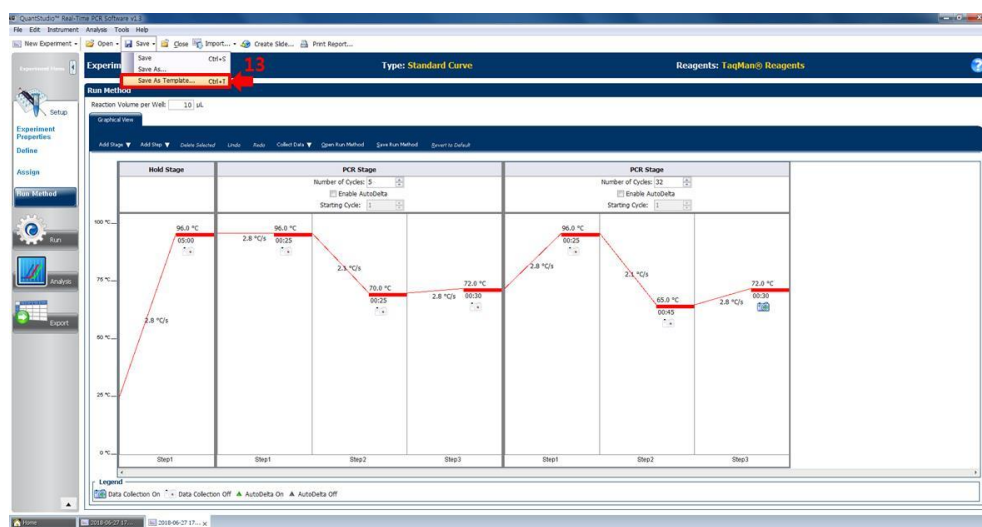 QuantStudio™ Real-Time PCR Software v1.3
File Edit Instrument Analysis Tools Help
New Experiment Open Save Close Import... Create Slide... Print Report...
Save Ctrl+S
Save As...
Save As Template... Ctrl+T
13
Experim
Type: Standard Curve
Reagents: TaqMan® Reagents
Run Method
Reaction Volume per Well: 10 µL
Graphical View
Add Stage Add Step Delete Selected Undo Redo Collect Data Open Run Method Save Run Method Revert to Default
Setup
Experiment
Properties
Define
Assign
Run Method
Run
Analysis
Export
Hold Stage PCR Stage PCR Stage
Number of Cycles: 5 Number of Cycles: 32
Enable AutoDelta Enable AutoDelta
Starting Cycle: 1 Starting Cycle: 1
100 °C
75 °C
50 °C
25 °C
0 °C
96.0 °C
05:00
2.8 °C/s
2.8 °C/s
96.0 °C
00:25
2.1 °C/s
70.0 °C
00:25
2.8 °C/s
72.0 °C
00:30
2.8 °C/s
96.0 °C
00:25
2.1 °C/s
65.0 °C
00:45
2.8 °C/s
72.0 °C
00:30
Step1 Step1 Step2 Step3 Step1 Step2 Step3
Legend
Data Collection On Data Collection Off AutoDelta On AutoDelta Off
Home 2018-06-27 17... 2018-06-27 17... x